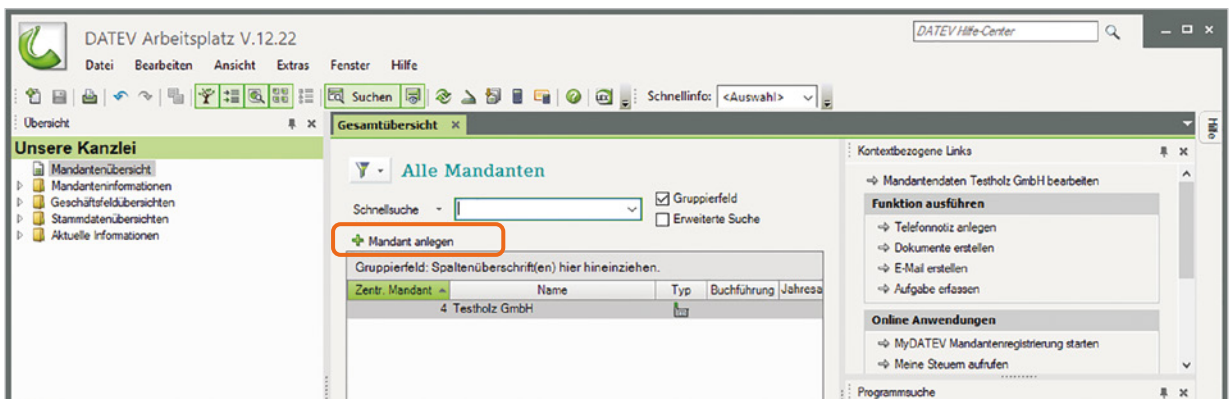 DATEV Arbeitsplatz V.12.22
DATEV Hilfe-Center
Datei Bearbeiten Ansicht Extras Fenster Hilfe
Suchen
Schnellinfo: <Auswahl>
Übersicht
Unsere Kanzlei
Mandantenübersicht
Mandanteninformationen
Geschäftsfeldübersichten
Stammdatenübersichten
Aktuelle Informationen
Gesamtübersicht
Alle Mandanten
Schnellsuche
Gruppierfeld
Erweiterte Suche
Mandant anlegen
Gruppierfeld: Spaltenüberschrift(en) hier hineinziehen.
Zentr. Mandant Name Typ Buchführung Jahresa
4 Testholz GmbH
Kontextbezogene Links
Mandantendaten Testholz GmbH bearbeiten
Funktion ausführen
Telefonnotiz anlegen
Dokumente erstellen
E-Mail erstellen
Aufgabe erfassen
Online Anwendungen
MyDATEV Mandantenregistrierung starten
Meine Steuern aufrufen
Programmsuche
Hilfe